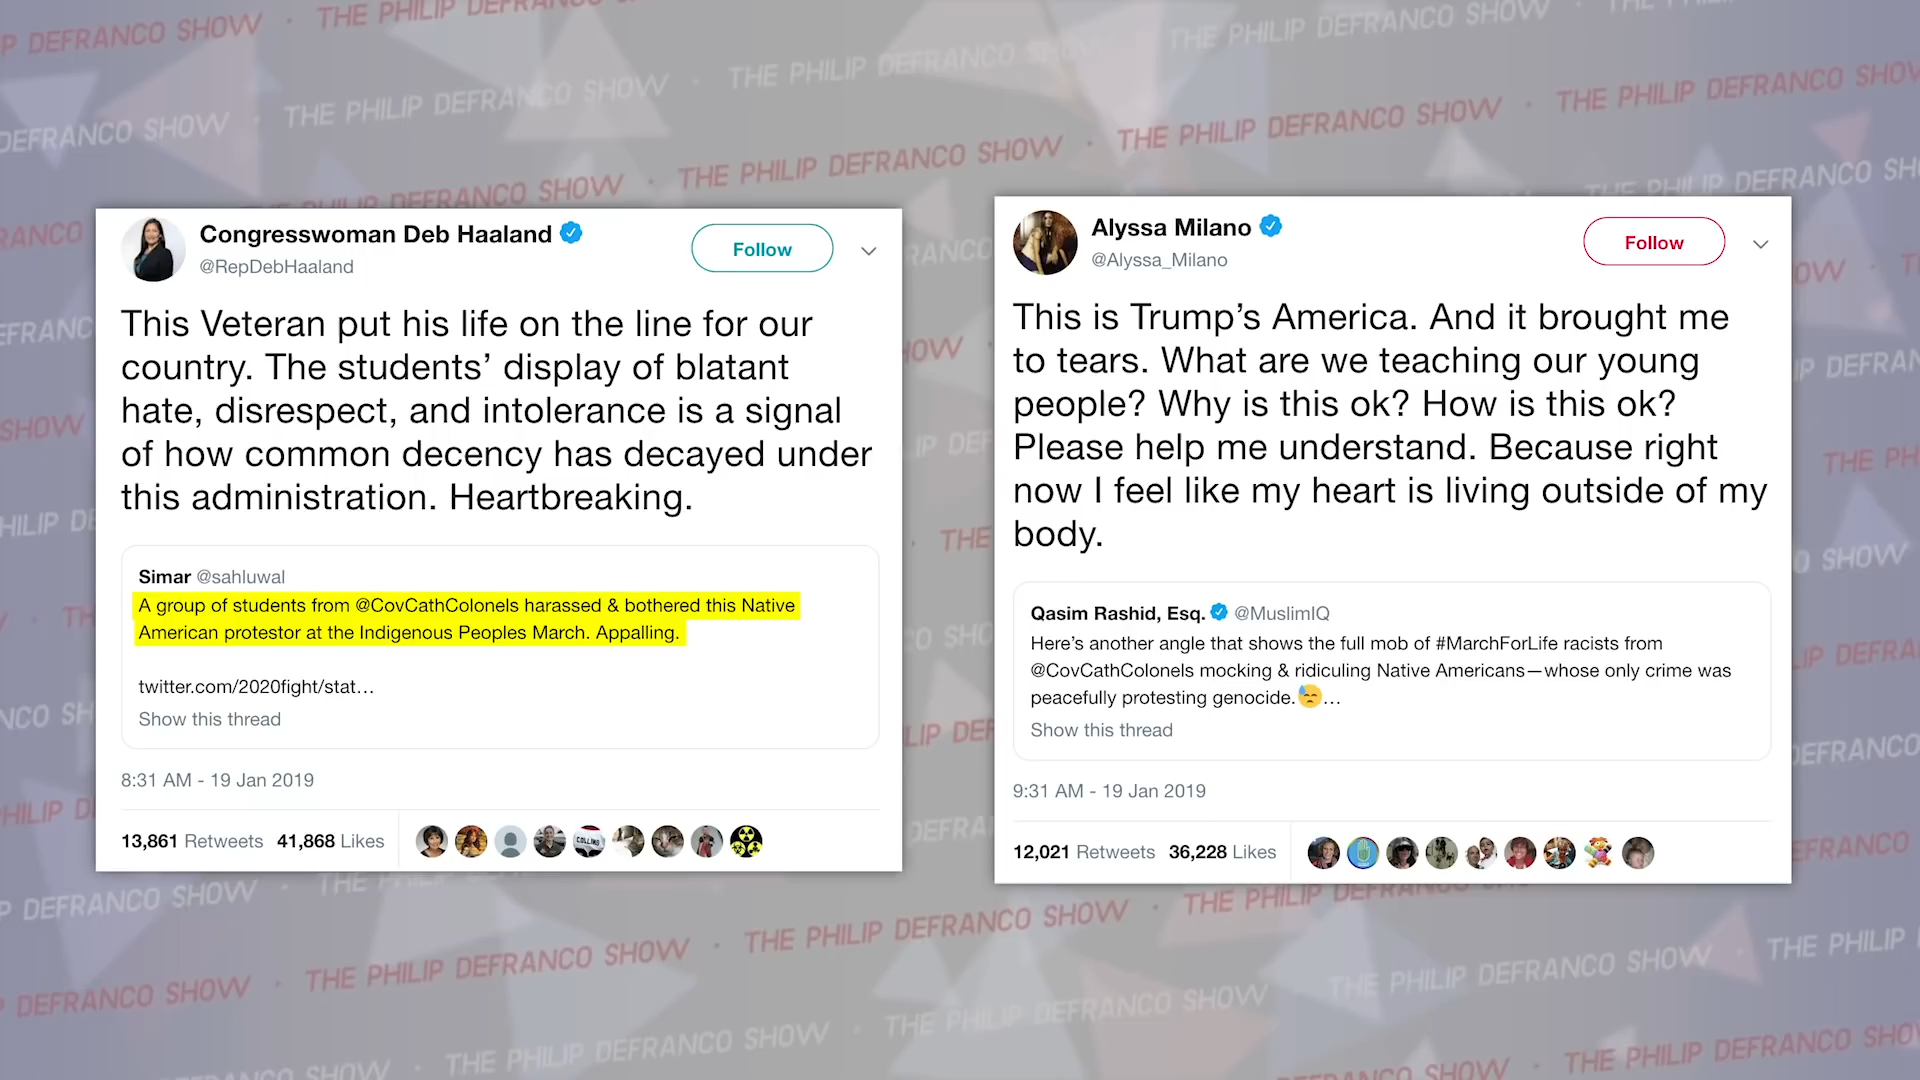 THE PHILIP DEFRANCO SHOW
Congresswoman Deb Haaland
@RepDebHaaland
Follow
This Veteran put his life on the line for our
country. The students’ display of blatant
hate, disrespect, and intolerance is a signal
of how common decency has decayed under
this administration. Heartbreaking.
Simar @sahluwal
A group of students from @CovCathColonels harassed & bothered this Native
American protestor at the Indigenous Peoples March. Appalling.
twitter.com/2020fight/stat…
Show this thread
8:31 AM - 19 Jan 2019
13,861 Retweets 41,868 Likes
COLLINS
Alyssa Milano
@Alyssa_Milano
Follow
This is Trump’s America. And it brought me
to tears. What are we teaching our young
people? Why is this ok? How is this ok?
Please help me understand. Because right
now I feel like my heart is living outside of my
body.
Qasim Rashid, Esq. @MuslimIQ
Here’s another angle that shows the full mob of #MarchForLife racists from
@CovCathColonels mocking & ridiculing Native Americans—whose only crime was
peacefully protesting genocide.😓…
Show this thread
9:31 AM - 19 Jan 2019
12,021 Retweets 36,228 Likes